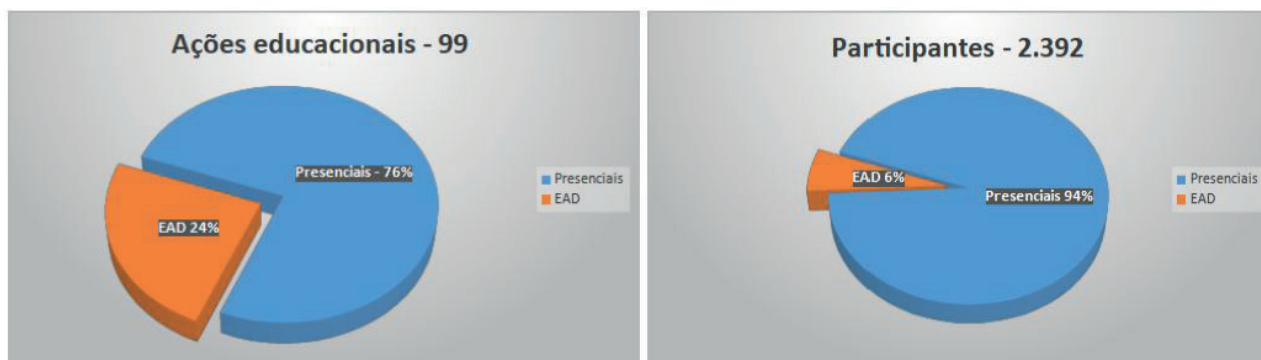 Ações educacionais - 99
Presenciais - 76%
EAD 24%
Presenciais
EAD
Participantes - 2.392
EAD 6%
Presenciais 94%
Presenciais
EAD